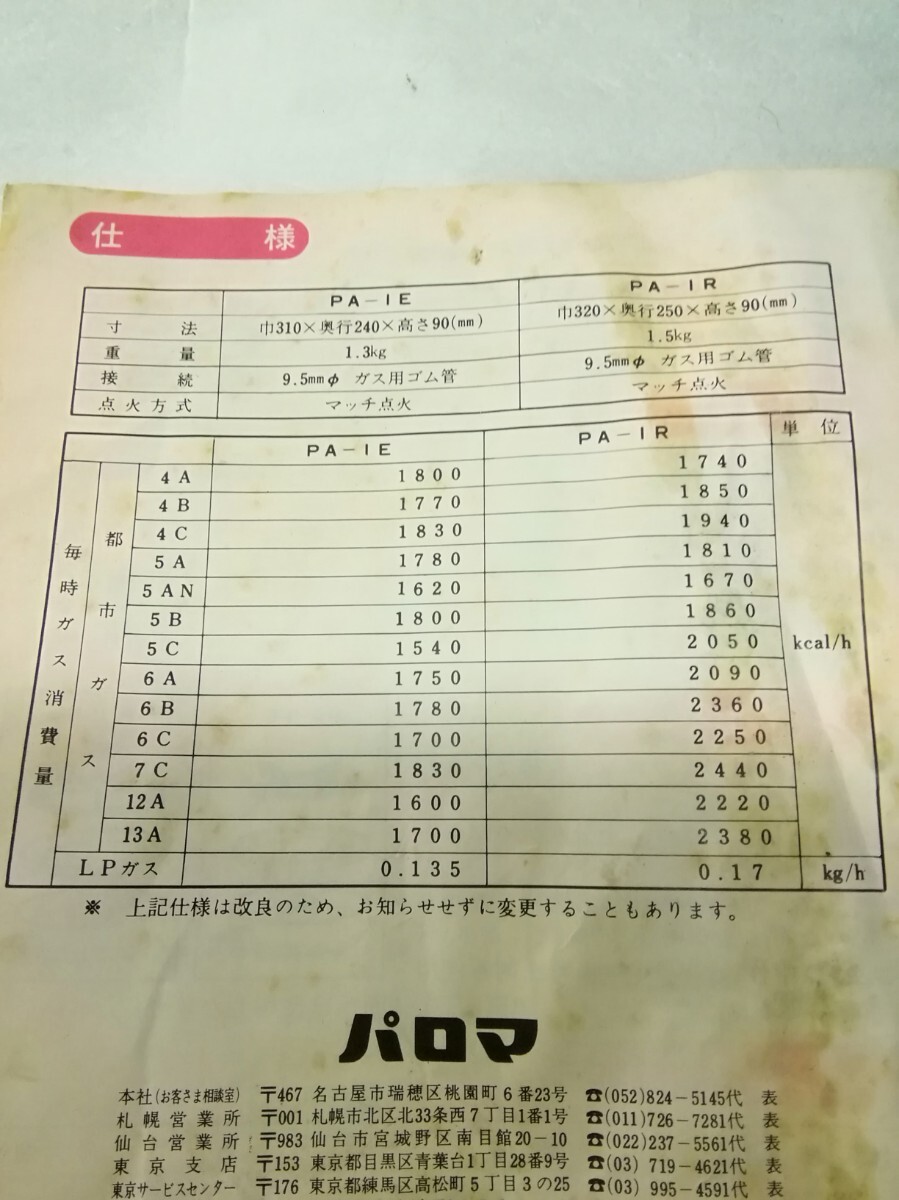 仕様
PA-1E PA-1R
寸法 巾310×奥行240×高さ90(mm) 巾320×奥行250×高さ90(mm)
重量 1.3kg 1.5kg
接続 9.5mmφ ガス用ゴム管 9.5mmφ ガス用ゴム管
点火方式 マッチ点火 マッチ点火
PA-1E PA-1R 単位
毎時ガス消費量
都市ガス
4A 1800 1740
4B 1770 1850
4C 1830 1940
5A 1780 1810
5AN 1620 1670
5B 1800 1860
5C 1540 2050 kcal/h
6A 1750 2090
6B 1780 2360
6C 1700 2250
7C 1830 2440
12A 1600 2220
13A 1700 2380
LPガス 0.135 0.17 kg/h
※ 上記仕様は改良のため、お知らせせずに変更することもあります。
パロマ
本社(お客さま相談室) 〒467 名古屋市瑞穂区桃園町6番23号 ☎(052)824-5145代表
札幌営業所 〒001 札幌市北区北33条西7丁目1番1号 ☎(011)726-7281代表
仙台営業所 〒983 仙台市宮城野区南目館20-10 ☎(022)237-5561代表
東京支店 〒153 東京都目黒区青葉台1丁目28番9号 ☎(03)719-4621代表
東京サービスセンター 〒176 東京都練馬区高松町5丁目3の25 ☎(03)995-4591代表